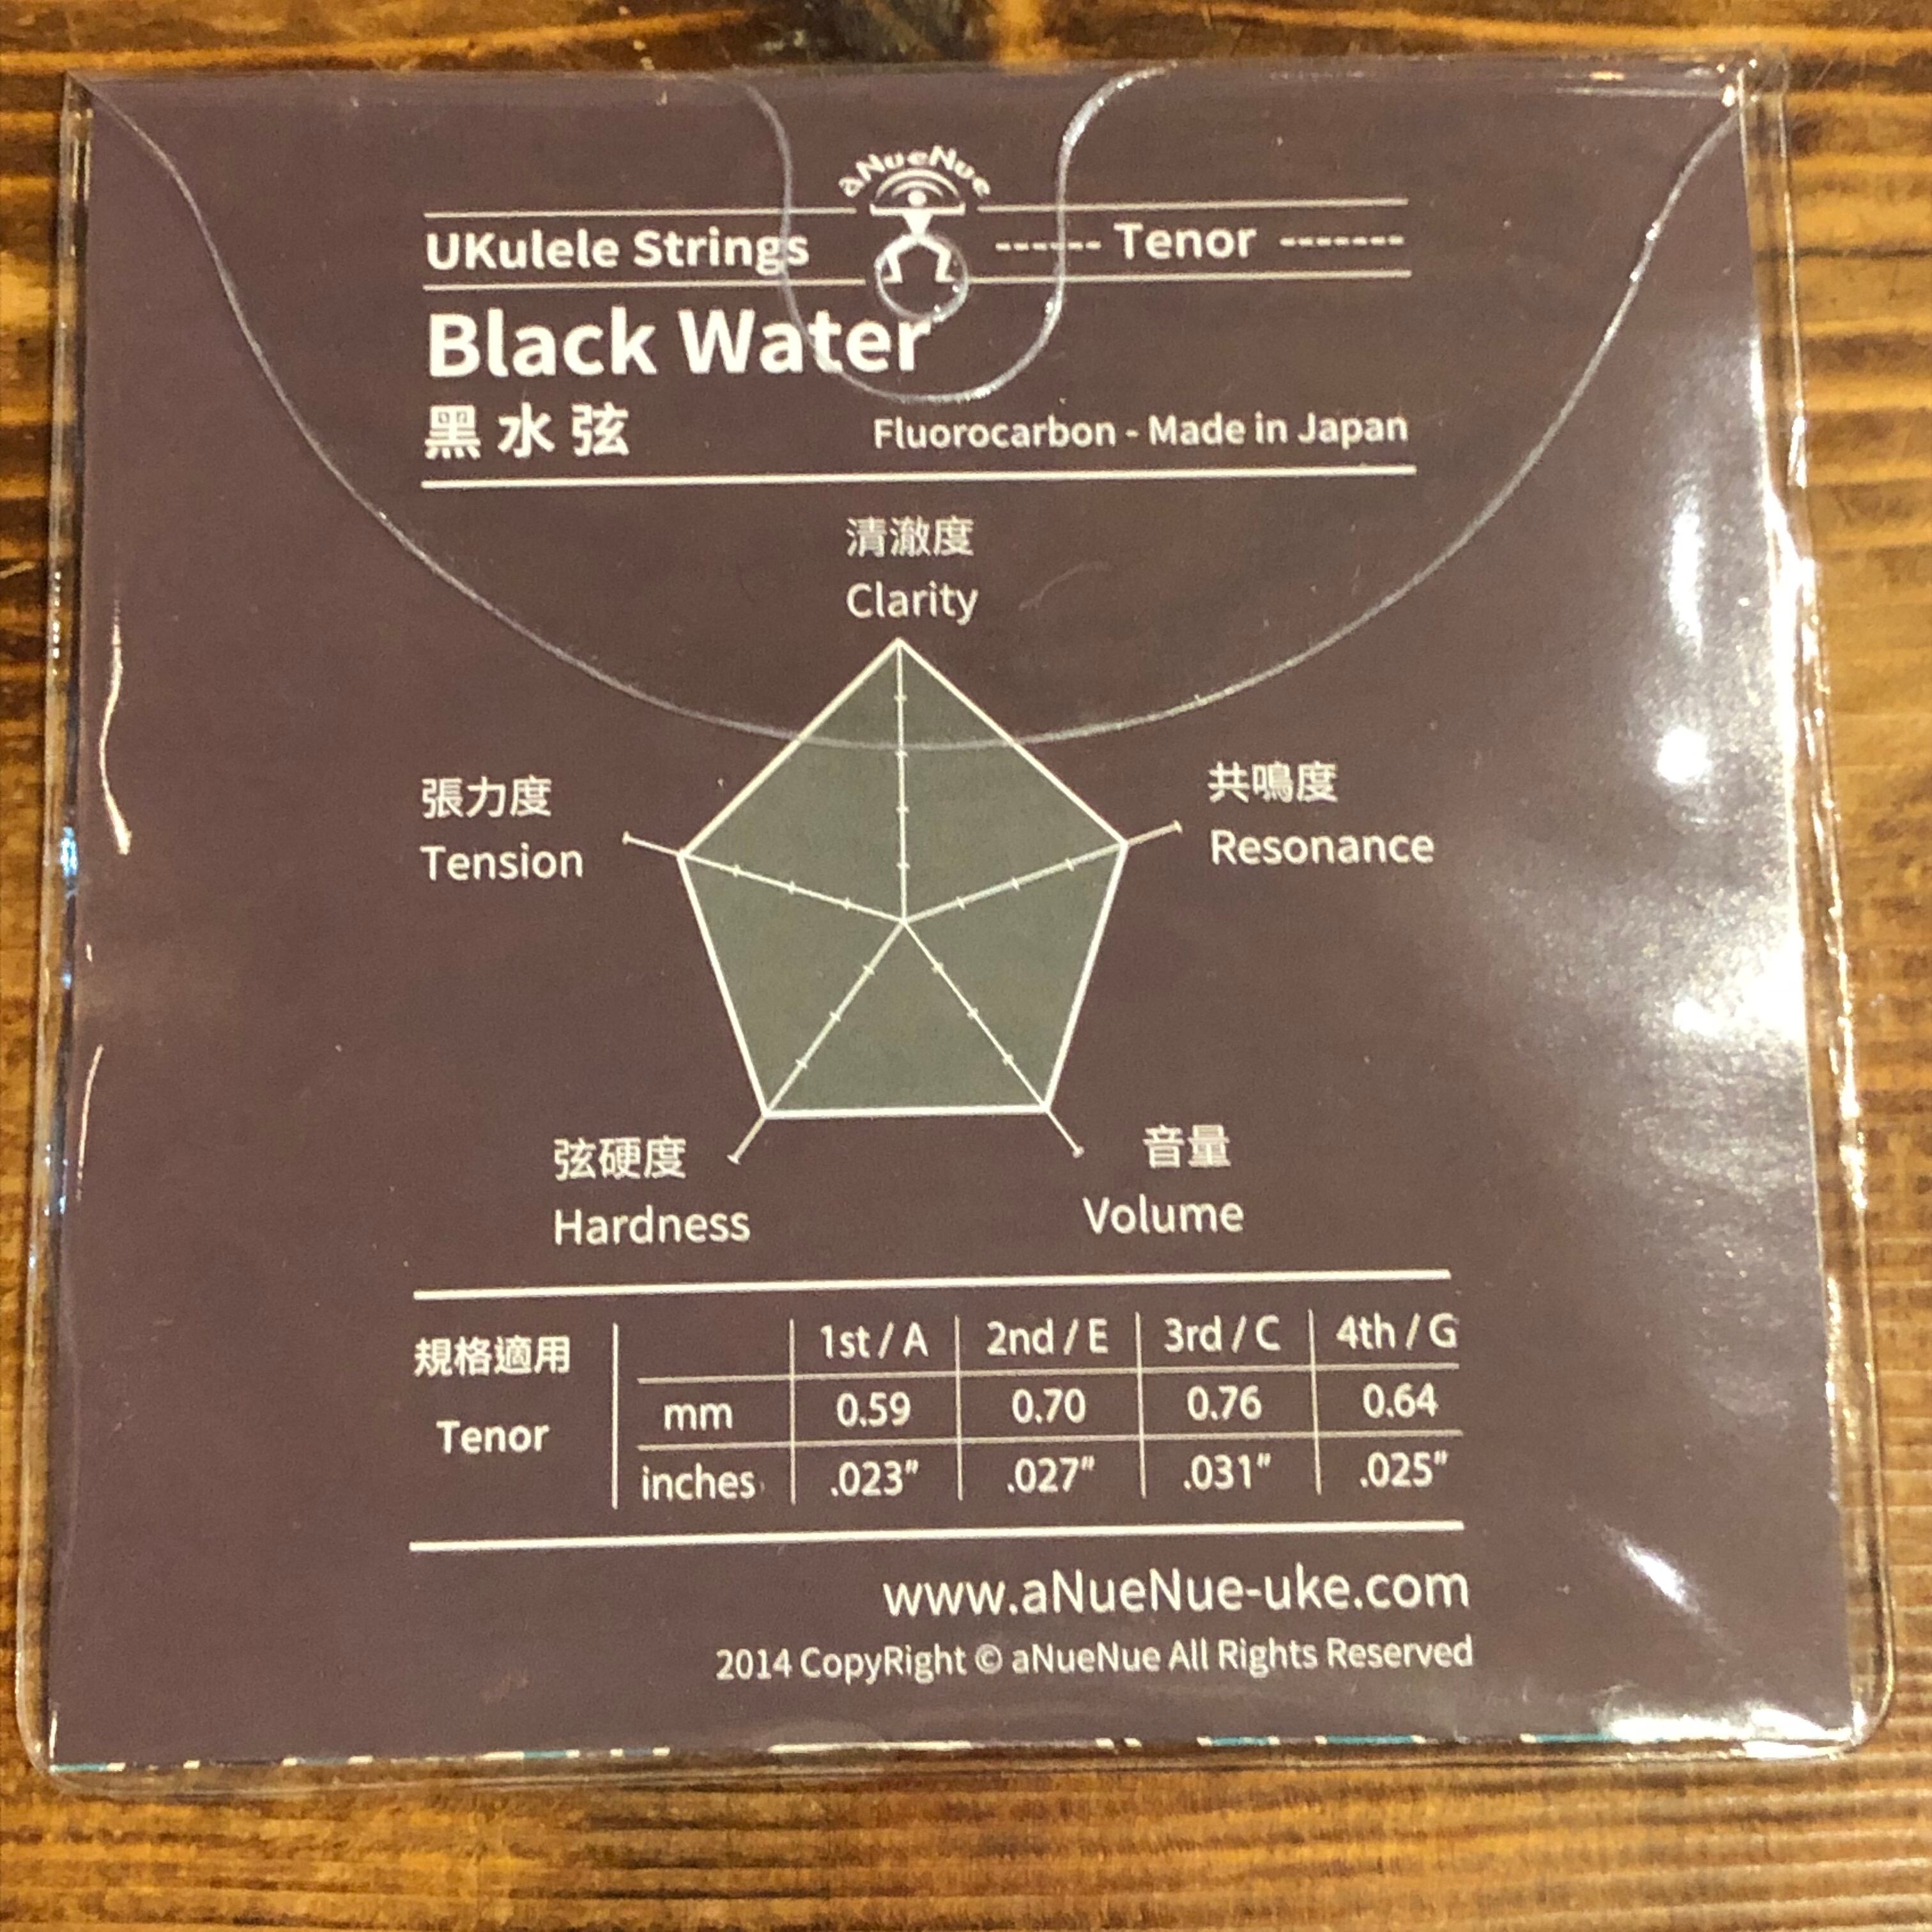 aNueNue
UKulele Strings ------ Tenor -------
Black Water
黑水弦 Fluorocarbon - Made in Japan
清澈度
Clarity
張力度
Tension
共鳴度
Resonance
弦硬度
Hardness
音量
Volume
規格適用
Tenor
1st / A 2nd / E 3rd / C 4th / G
mm 0.59 0.70 0.76 0.64
inches .023" .027" .031" .025"
www.aNueNue-uke.com
2014 CopyRight © aNueNue All Rights Reserved